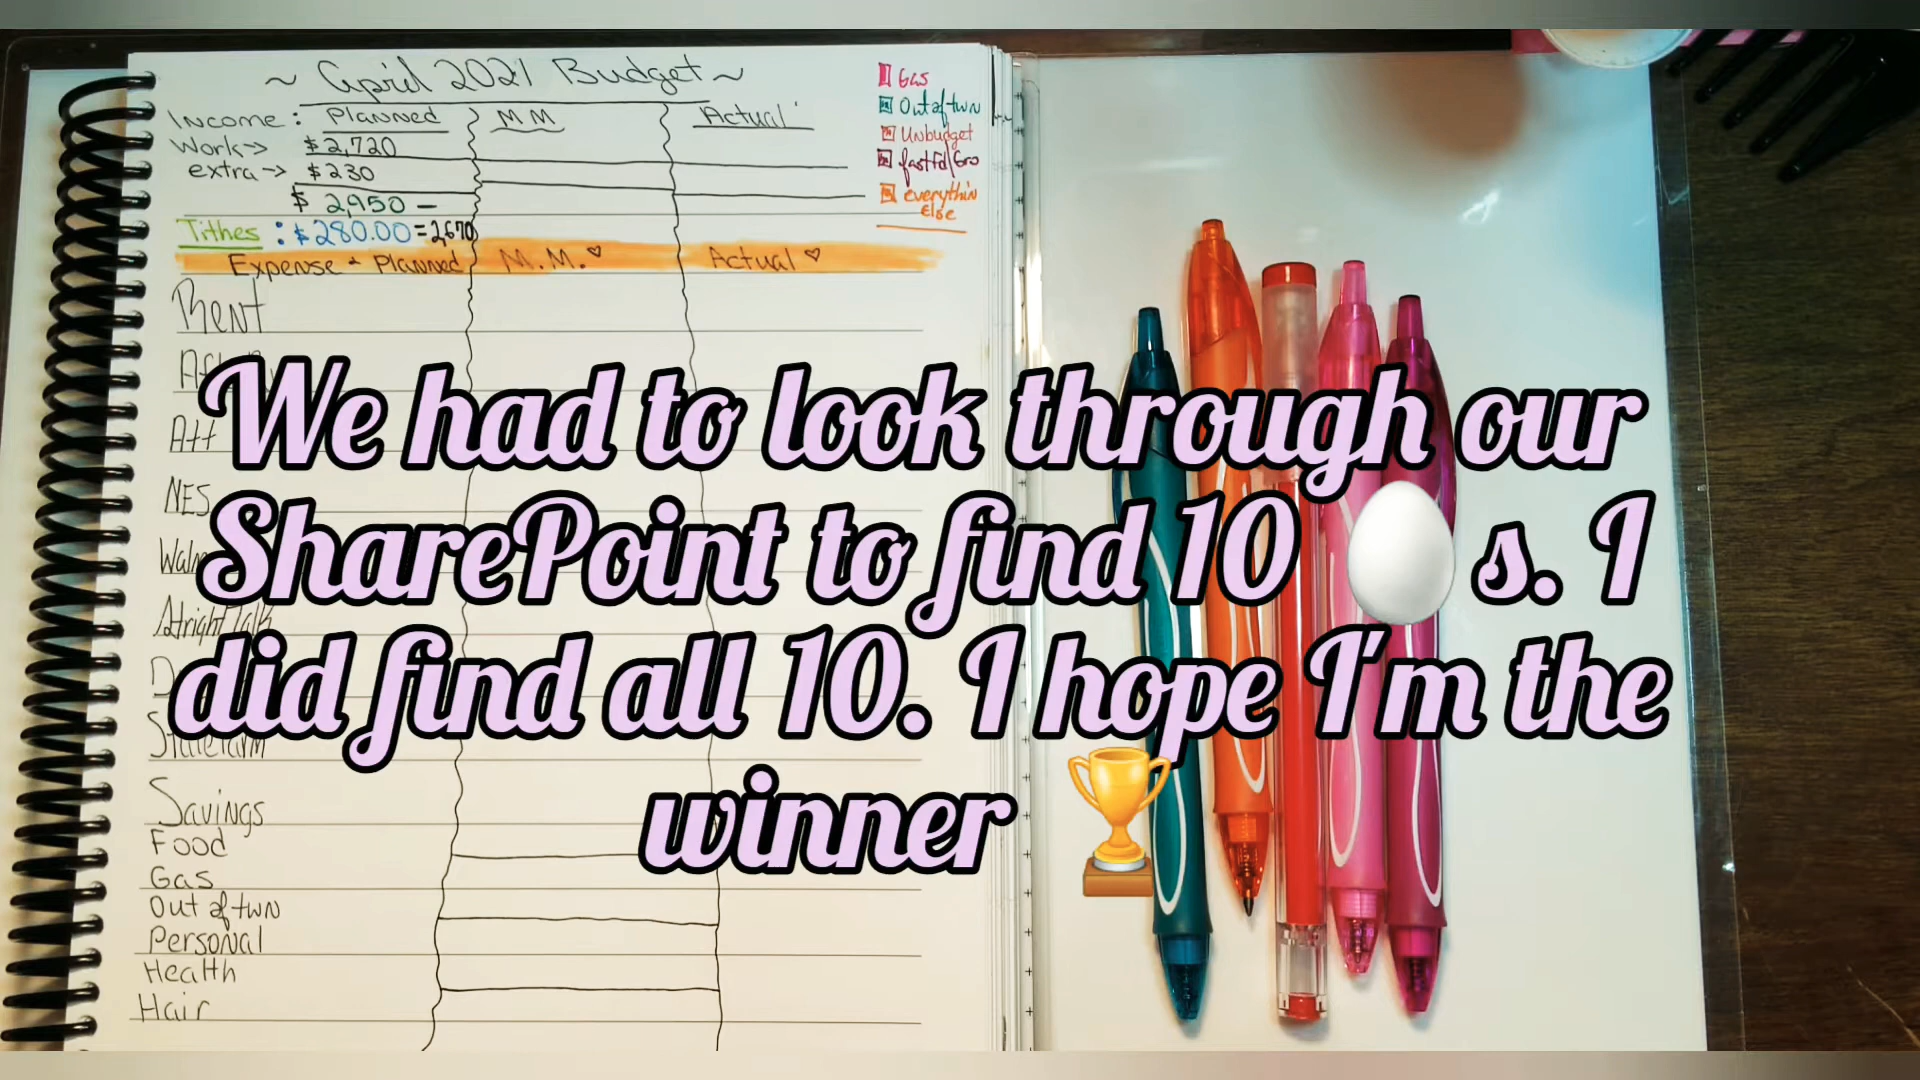 ~ April 2021 Budget ~
Income: Planned MM Actual
Work→ $2,720
extra→ $230
$ 2,950 —
Tithes: $280.00 = 2,670
Expense Planned M.M.♡ Actual♡
Gas
Out of twn
Unbudget
fastFd/Gro
everythin
Else
Rent
Att
NES
We had to look through our
SharePoint to find 10 🥚 s. I
did find all 10. I hope I'm the
winner 🏆
Savings
Food
Gas
Out of twn
Personal
Health
Hair